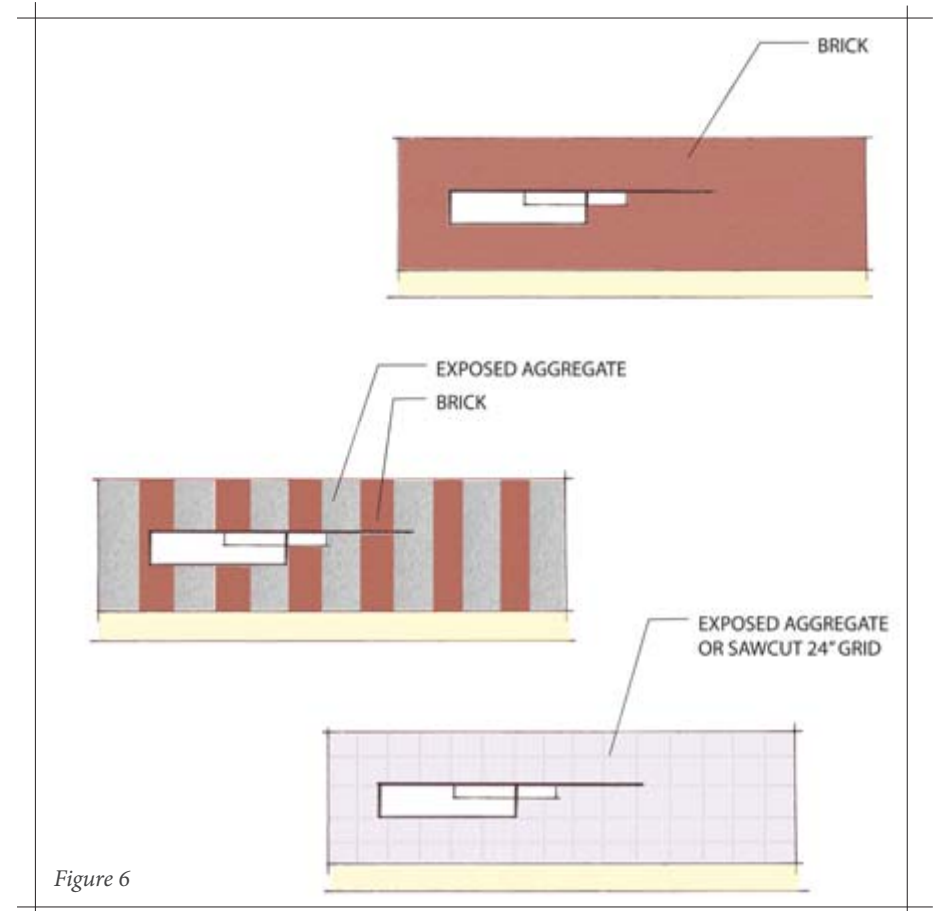 BRICK
EXPOSED AGGREGATE
BRICK
EXPOSED AGGREGATE
OR SAWCUT 24" GRID
Figure 6